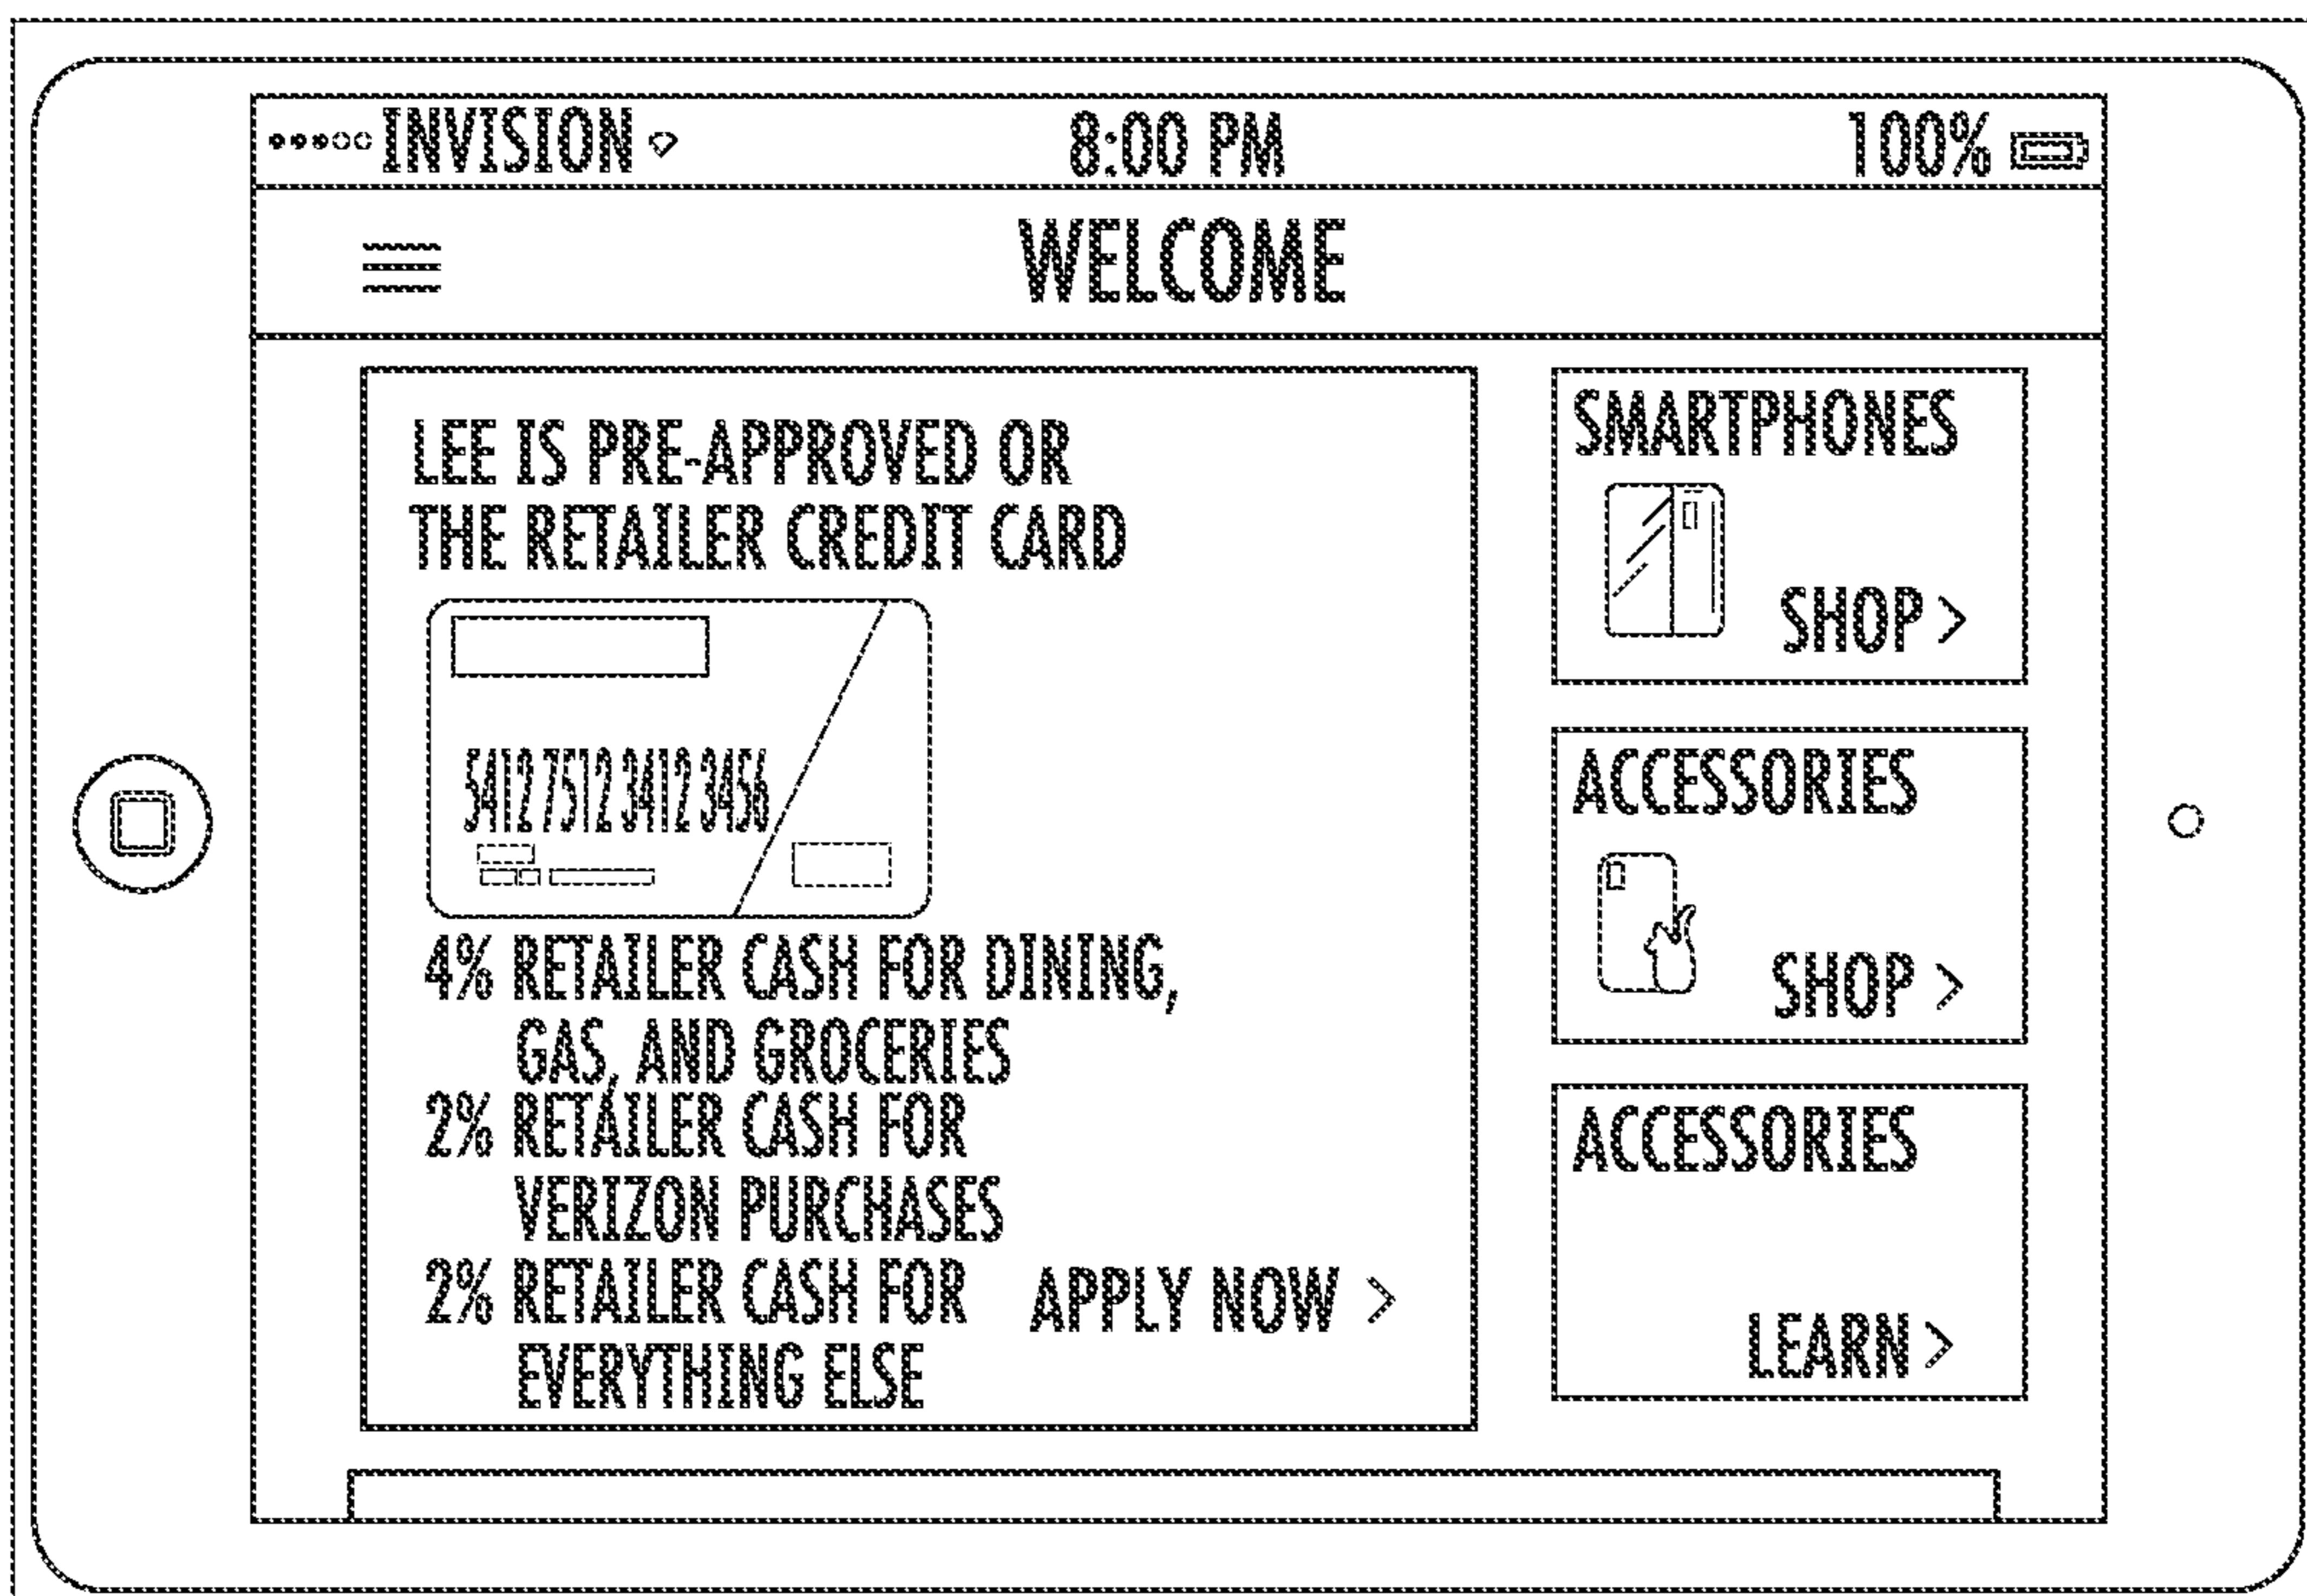 INVISION 8:00 PM 100%
WELCOME
LEE IS PRE-APPROVED OR
THE RETAILER CREDIT CARD
5412 7512 3412 3456
4% RETAILER CASH FOR DINING,
GAS, AND GROCERIES
2% RETAILER CASH FOR
VERIZON PURCHASES
2% RETAILER CASH FOR
EVERYTHING ELSE
APPLY NOW >
SMARTPHONES
SHOP >
ACCESSORIES
SHOP >
ACCESSORIES
LEARN >